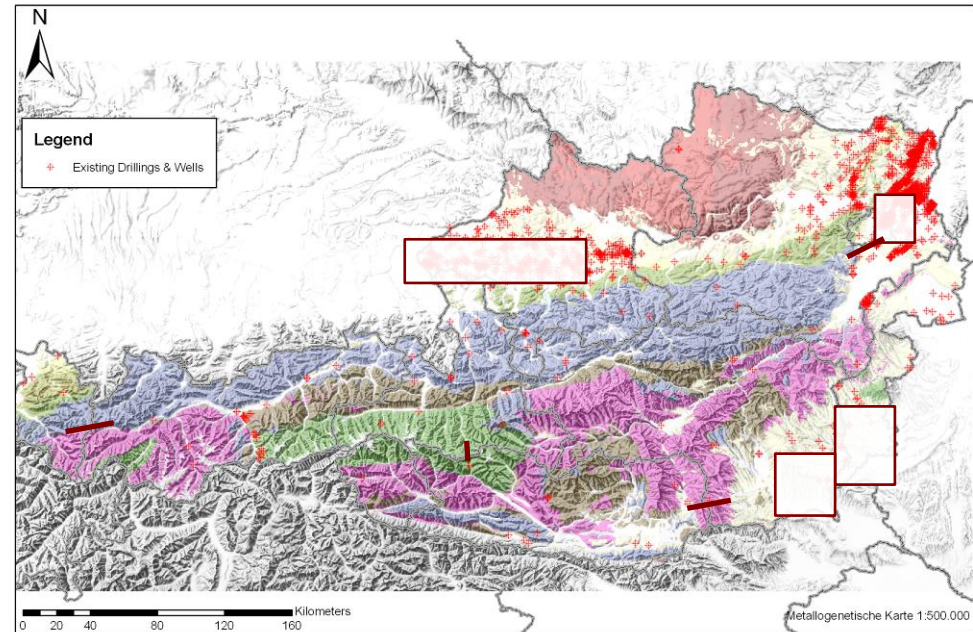 N
Legend
Existing Drillings & Wells
Kilometers
0 20 40 80 120 160
Metallogenetische Karte 1:500.000